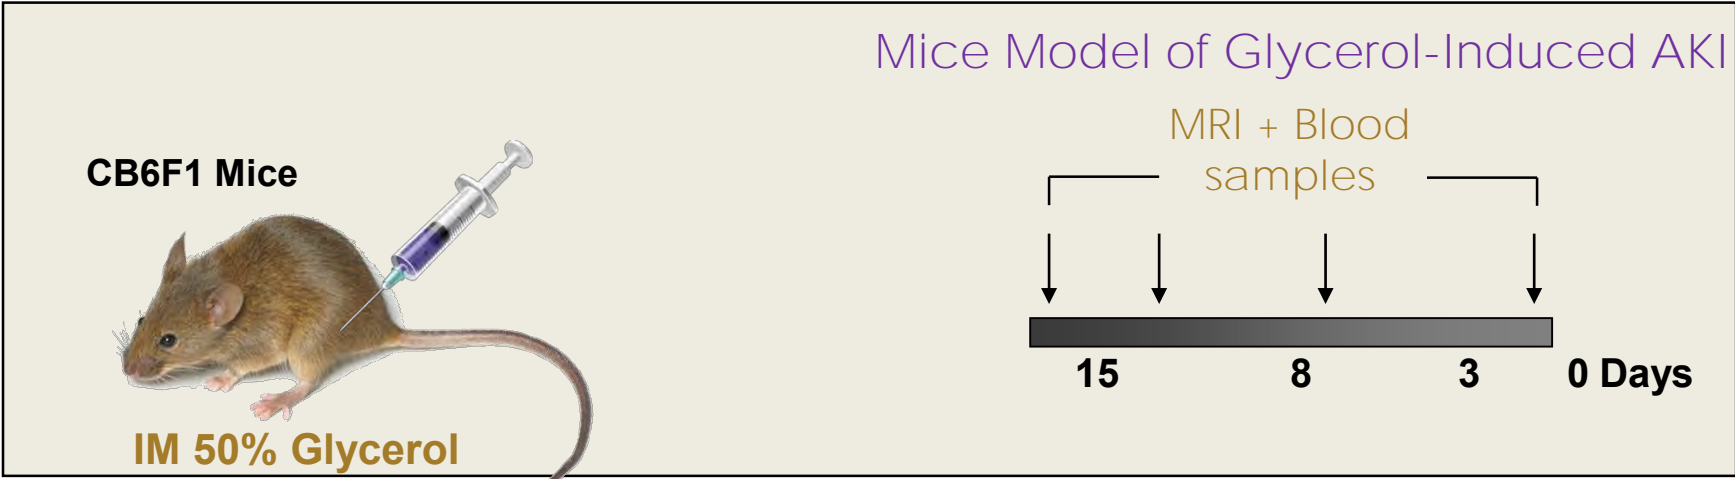 Mice Model of Glycerol-Induced AKI
MRI + Blood
samples
CB6F1 Mice
IM 50% Glycerol
15 8 3 0 Days